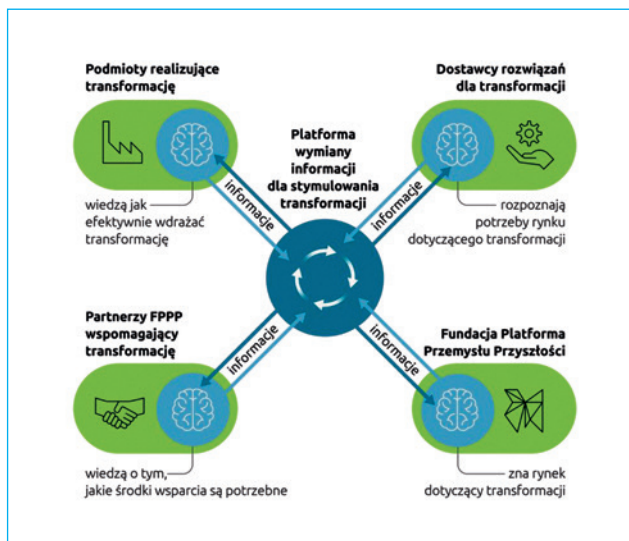 Podmioty realizujące
transformację
wiedzą jak
efektywnie wdrażać
transformację
informacje
Platforma
wymiany
informacji
dla stymulowania
transformacji
Dostawcy rozwiązań
dla transformacji
rozpoznają
potrzeby rynku
dotyczącego transformacji
informacje
Partnerzy FPPP
wspomagający
transformację
wiedzą o tym,
jakie środki wsparcia są potrzebne
informacje
Fundacja Platforma
Przemysłu Przyszłości
zna rynek
dotyczący transformacji
informacje